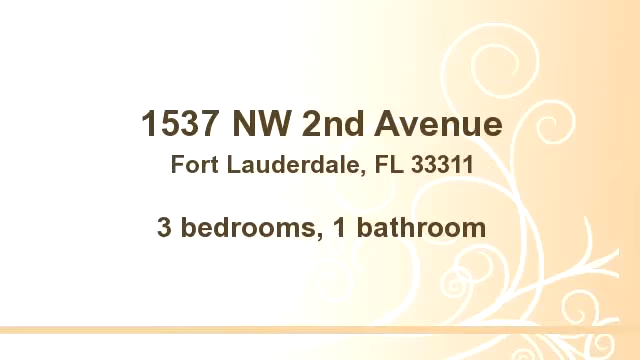 1537 NW 2nd Avenue
Fort Lauderdale, FL 33311
3 bedrooms, 1 bathroom